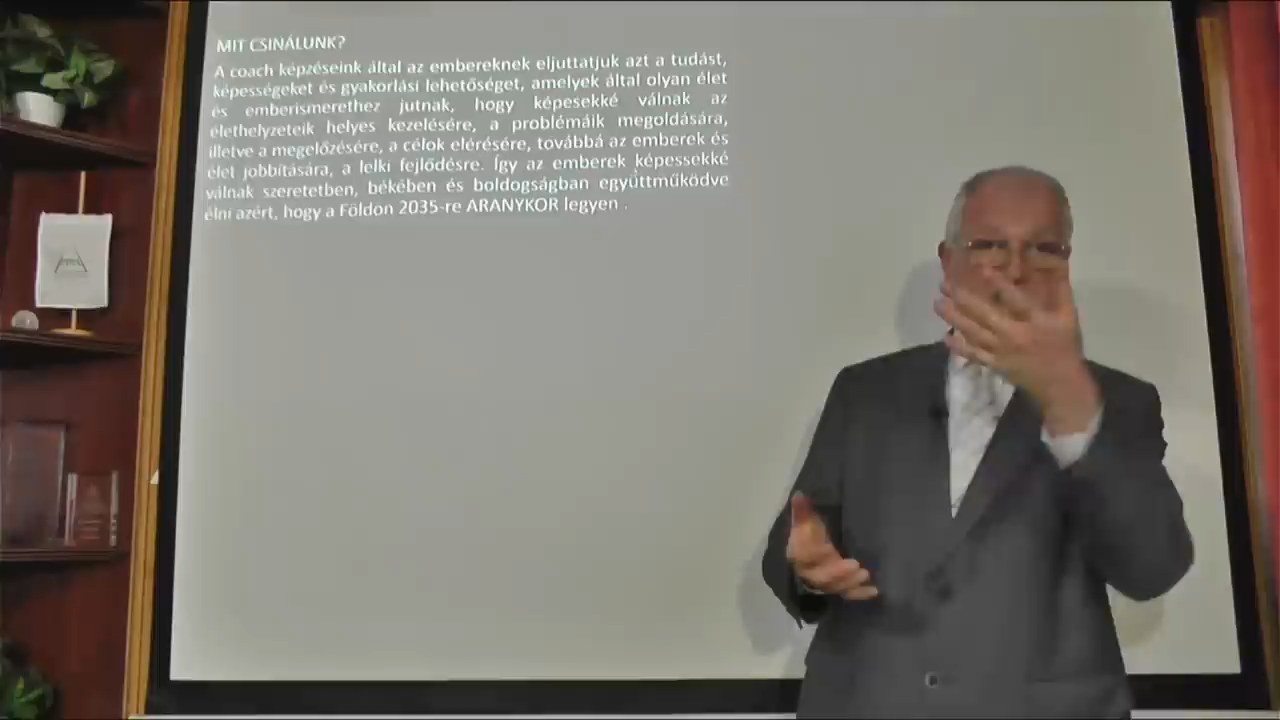 MIT CSINÁLUNK?
A coach képzéseink által az embereknek eljuttatjuk azt a tudást,
képességeket és gyakorlási lehetőséget, amelyek által olyan élet
és emberismerethez jutnak, hogy képesekké válnak az
élethelyzeteik helyes kezelésére, a problémáik megoldására,
illetve a megelőzésére, a célok elérésére, továbbá az emberek és
élet jobbítására, a lelki fejlődésre. Így az emberek képessekké
válnak szeretetben, békében és boldogságban együttműködve
élni azért, hogy a Földon 2035-re ARANYKOR legyen .